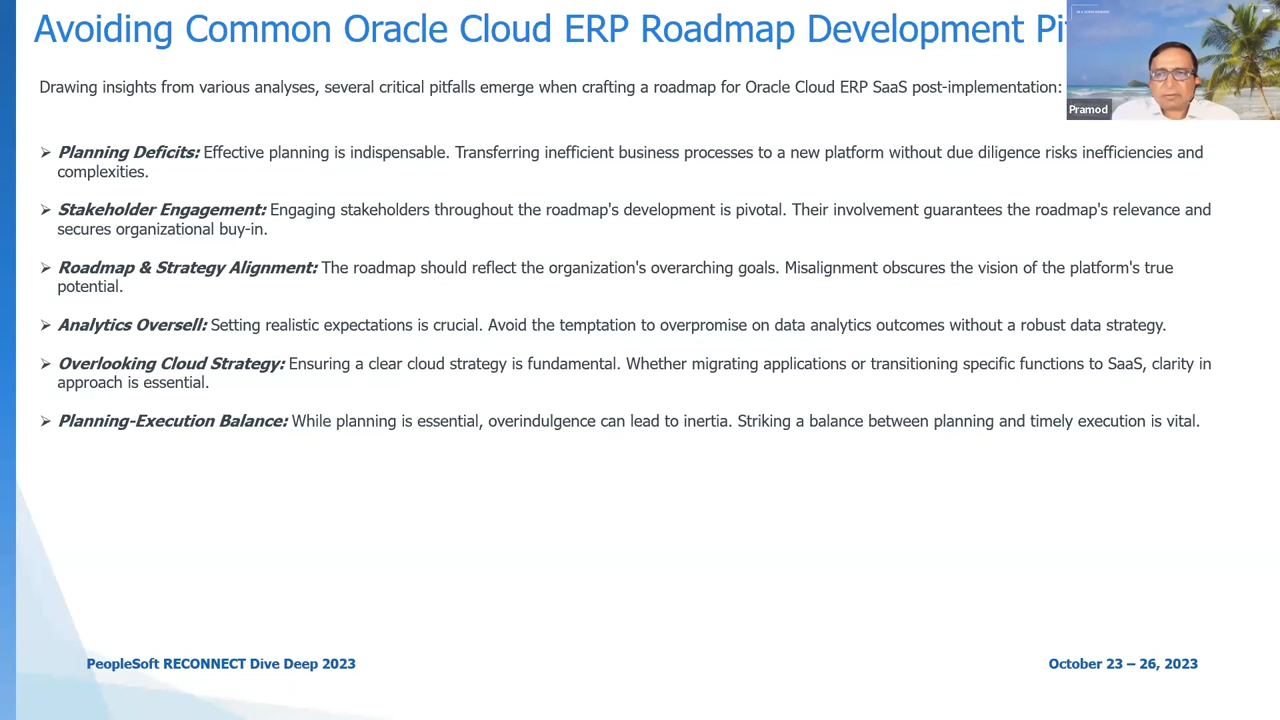 Avoiding Common Oracle Cloud ERP Roadmap Development Pi
Drawing insights from various analyses, several critical pitfalls emerge when crafting a roadmap for Oracle Cloud ERP SaaS post-implementation:
Pramod
➢ Planning Deficits: Effective planning is indispensable. Transferring inefficient business processes to a new platform without due diligence risks inefficiencies and
complexities.
➢ Stakeholder Engagement: Engaging stakeholders throughout the roadmap's development is pivotal. Their involvement guarantees the roadmap's relevance and
secures organizational buy-in.
➢ Roadmap & Strategy Alignment: The roadmap should reflect the organization's overarching goals. Misalignment obscures the vision of the platform's true
potential.
➢ Analytics Oversell: Setting realistic expectations is crucial. Avoid the temptation to overpromise on data analytics outcomes without a robust data strategy.
➢ Overlooking Cloud Strategy: Ensuring a clear cloud strategy is fundamental. Whether migrating applications or transitioning specific functions to SaaS, clarity in
approach is essential.
➢ Planning-Execution Balance: While planning is essential, overindulgence can lead to inertia. Striking a balance between planning and timely execution is vital.
PeopleSoft RECONNECT Dive Deep 2023
October 23 – 26, 2023